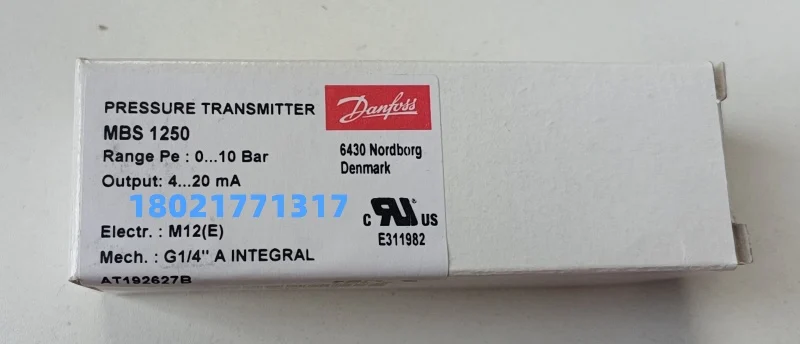 PRESSURE TRANSMITTER
MBS 1250
Range Pe : 0...10 Bar
Output: 4...20 mA
18021771317
Electr. : M12(E)
Mech. : G1/4" A INTEGRAL
AT192627B
Danfoss
6430 Nordborg
Denmark
C RU US
E311982